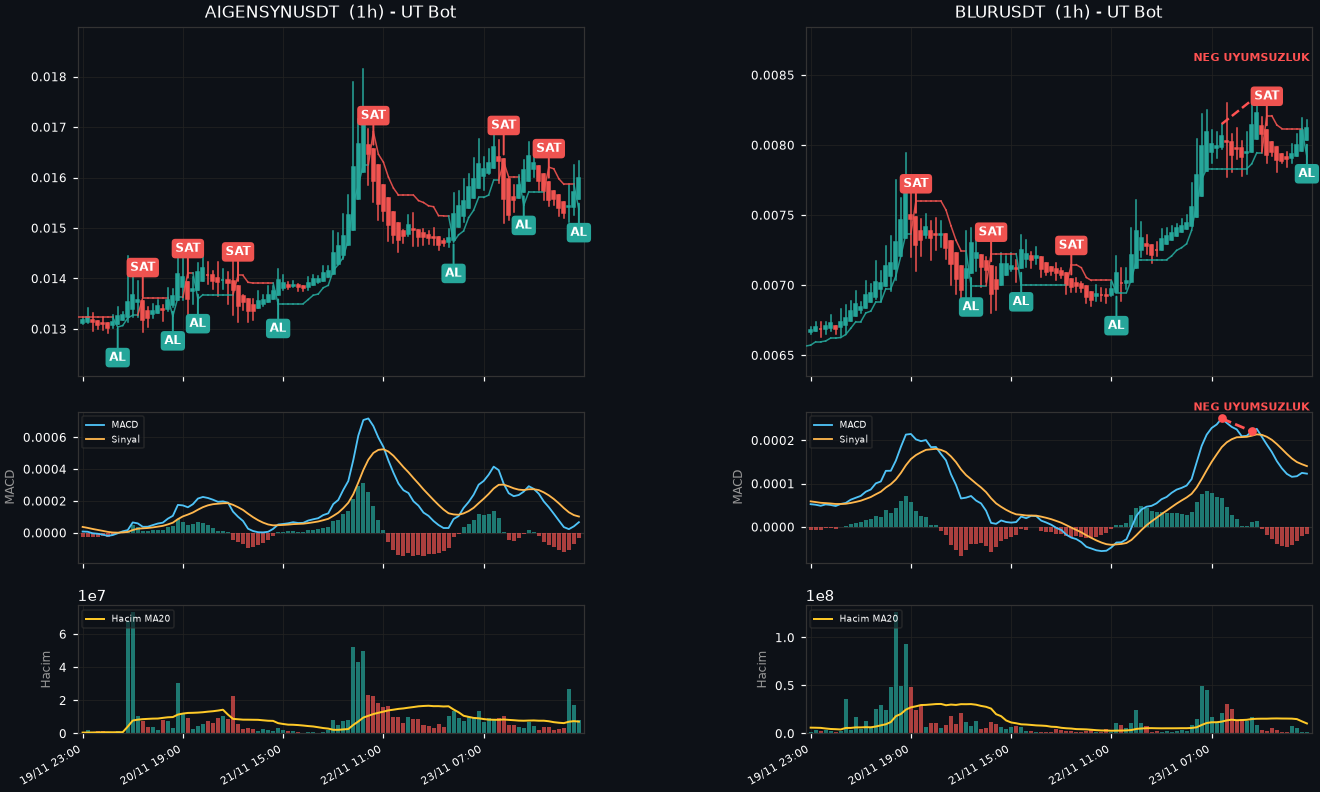 AIGENSYNUSDT (1h) - UT Bot
0.018
0.017
0.016
0.015
0.014
0.013
SAT
SAT
SAT
SAT
SAT
SAT
AL
AL
AL
AL
AL
AL
AL
MACD
Sinyal
MACD
0.0006
0.0004
0.0002
0.0000
1e7
Hacim MA20
Hacim
6
4
2
0
19/11 23:00
20/11 19:00
21/11 15:00
22/11 11:00
23/11 07:00
BLURUSDT (1h) - UT Bot
NEG UYUMSUZLUK
0.0085
0.0080
0.0075
0.0070
0.0065
SAT
SAT
SAT
SAT
AL
AL
AL
AL
NEG UYUMSUZLUK
MACD
Sinyal
MACD
0.0002
0.0001
0.0000
1e8
Hacim MA20
Hacim
1.0
0.5
0.0
19/11 23:00
20/11 19:00
21/11 15:00
22/11 11:00
23/11 07:00